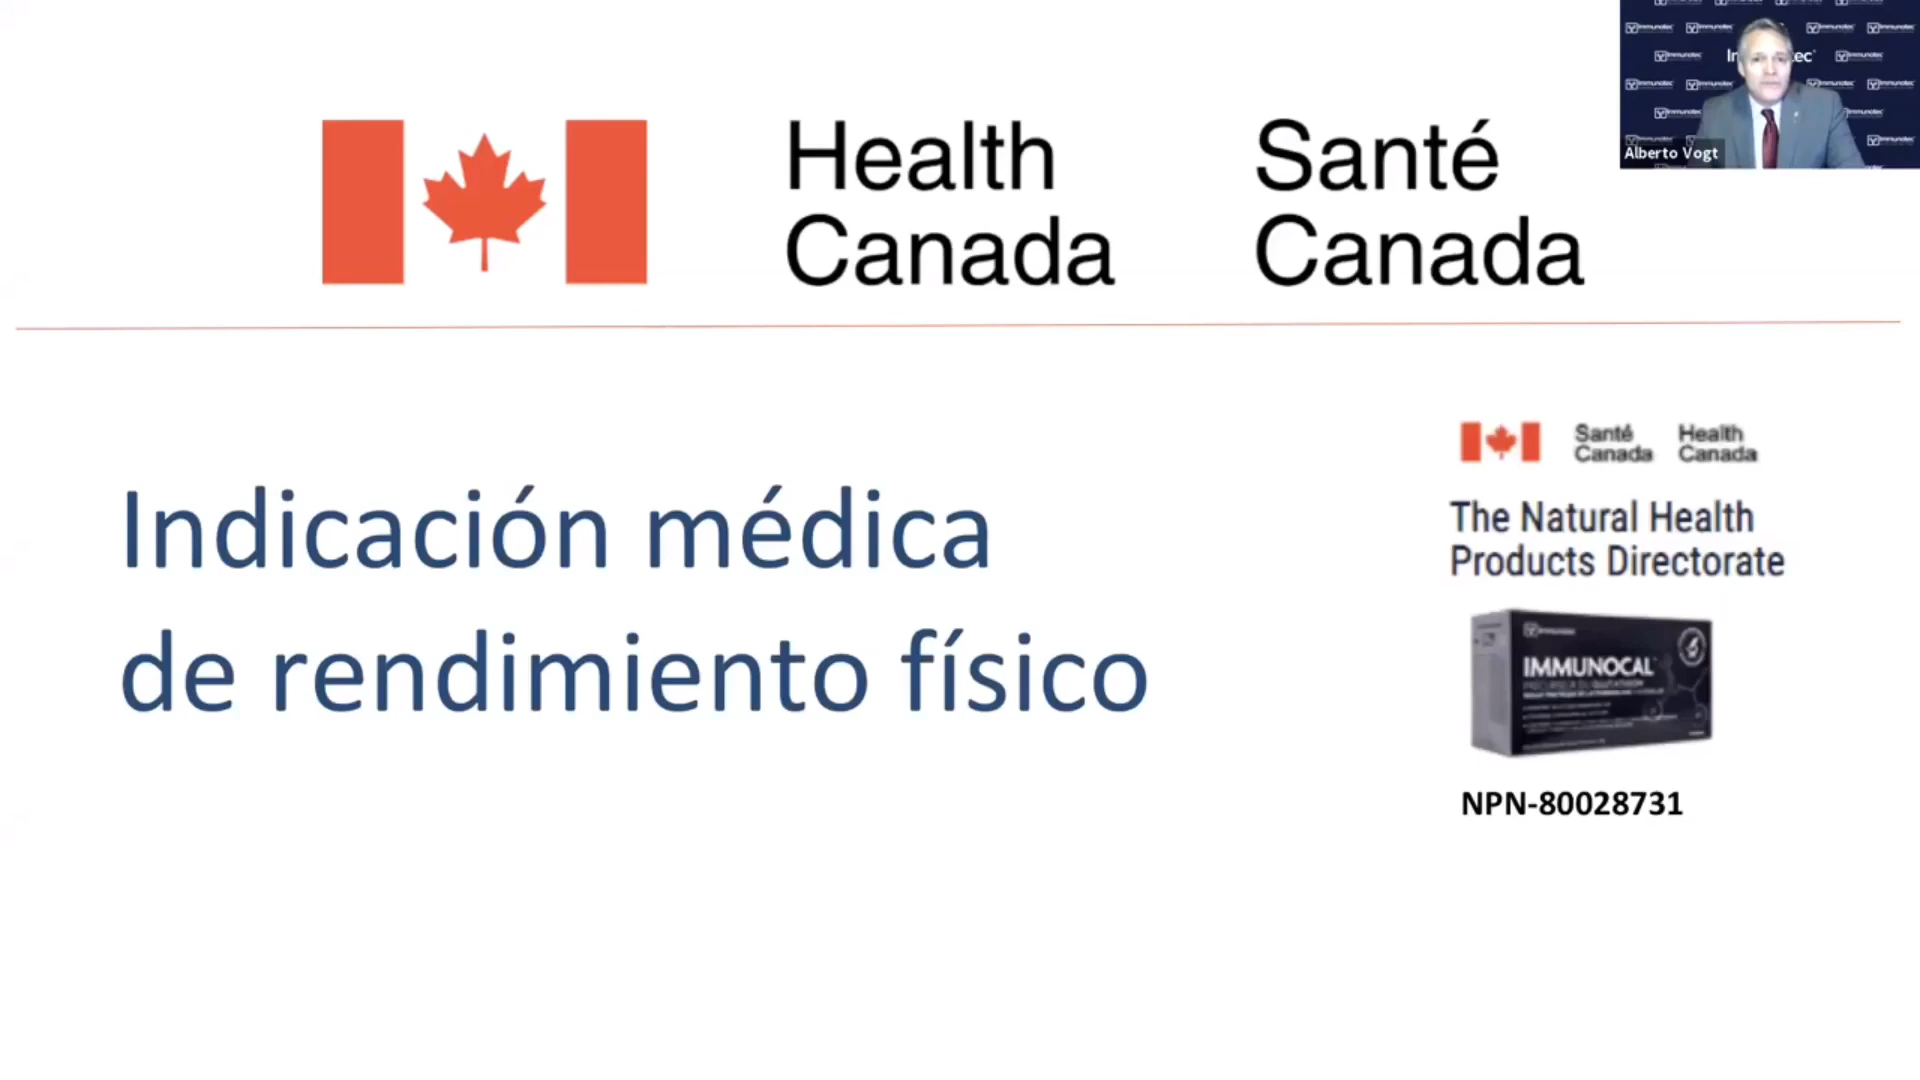 Health
Canada
Santé
Canada
Alberto Vogt
Indicación médica
de rendimiento físico
Santé
Canada
Health
Canada
The Natural Health
Products Directorate
immunotec
IMMUNOCAL
NPN-80028731